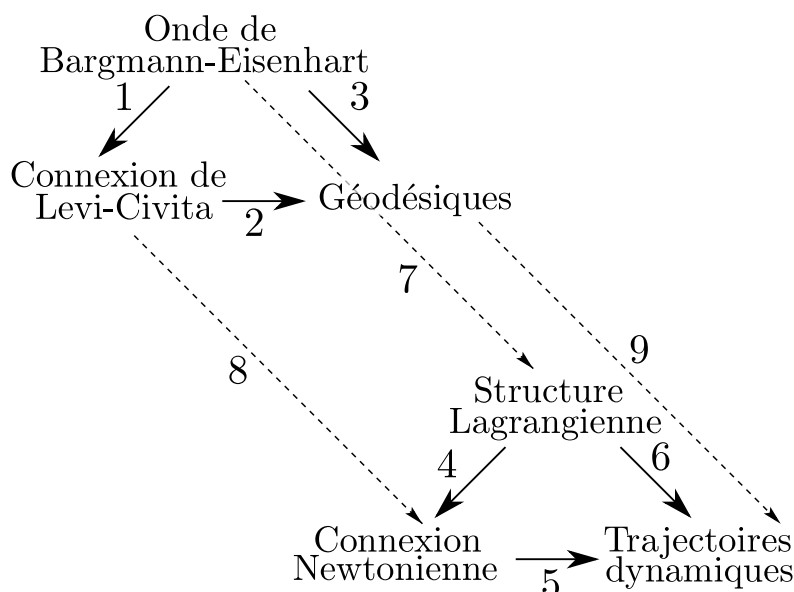 Onde de
Bargmann-Eisenhart
1
3
Connexion de
Levi-Civita
2
Géodésiques
7
8
9
Structure
Lagrangienne
4
6
Connexion
Newtonienne
5
Trajectoires
dynamiques